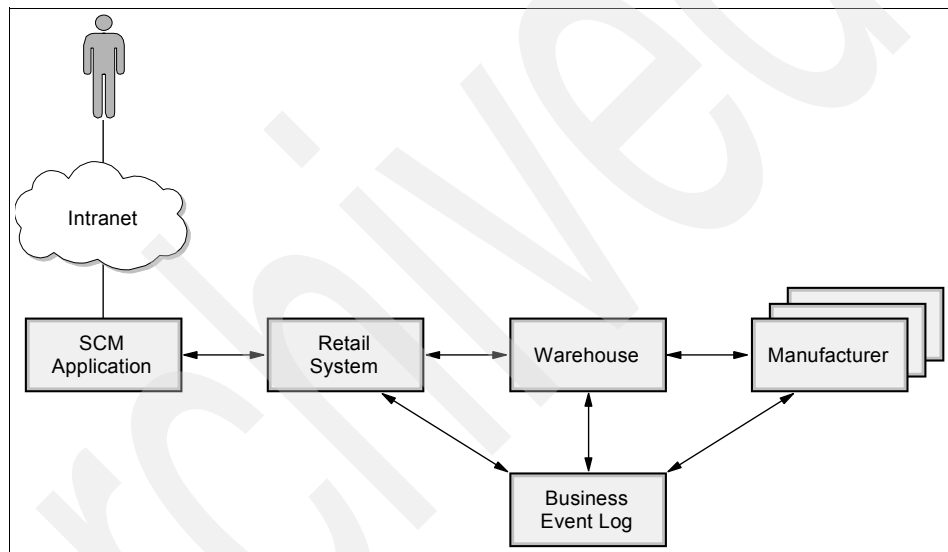 Intranet
SCM
Application
Retail
System
Warehouse
Manufacturer
Business
Event Log